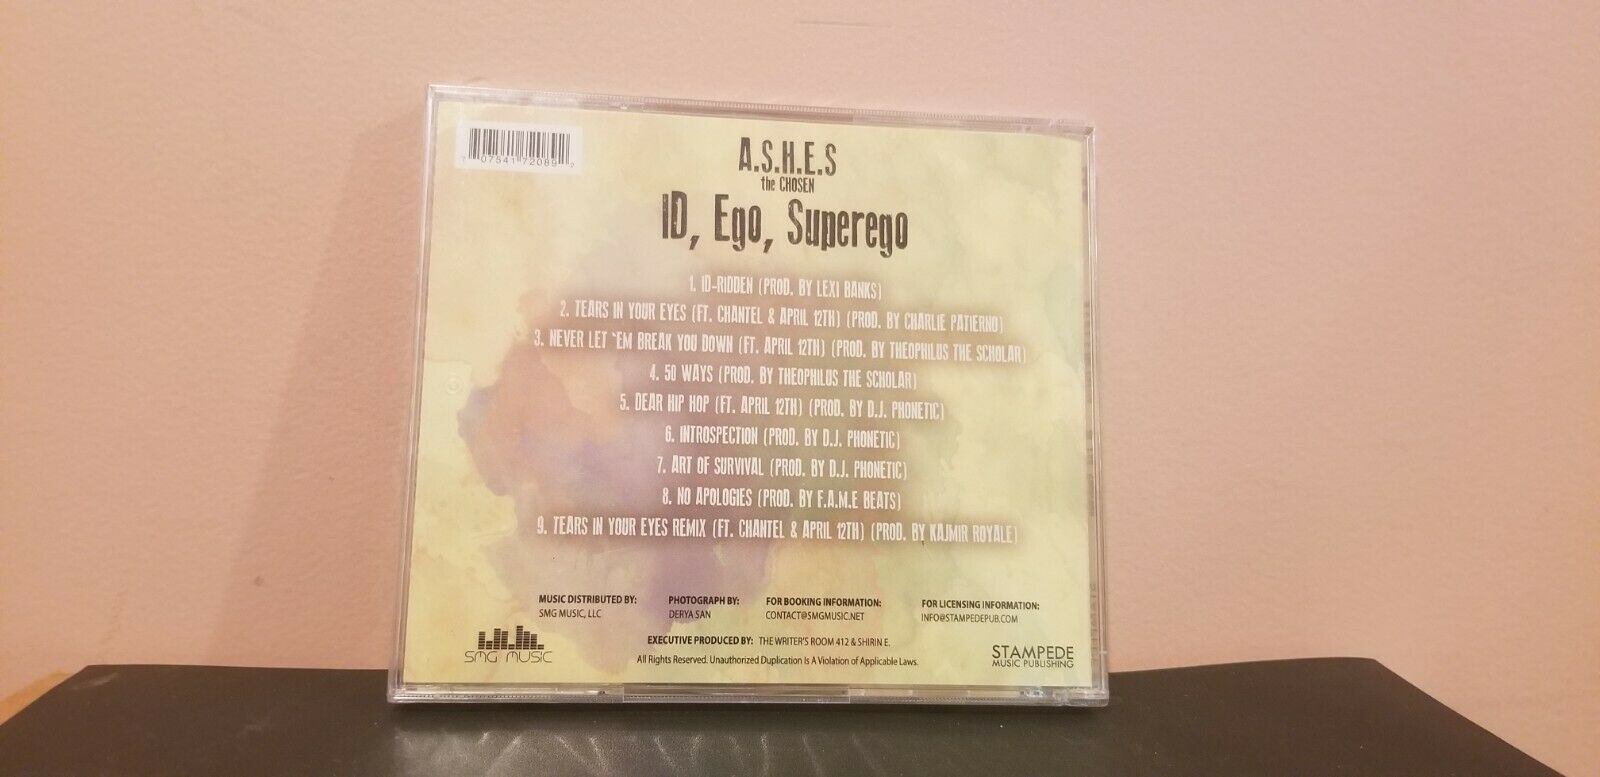 7 07541 72089 2
A.S.H.E.S
the CHOSEN
ID, Ego, Superego
1. ID-RIDDEN (PROD. BY LEXI BANKS)
2. TEARS IN YOUR EYES (FT. CHANTEL & APRIL 12TH) (PROD. BY CHARLIE PATIERNO)
3. NEVER LET 'EM BREAK YOU DOWN (FT. APRIL 12TH) (PROD. BY THEOPHILUS THE SCHOLAR)
4. 50 WAYS (PROD. BY THEOPHILUS THE SCHOLAR)
5. DEAR HIP HOP (FT. APRIL 12TH) (PROD. BY D.J. PHONETIC)
6. INTROSPECTION (PROD. BY D.J. PHONETIC)
7. ART OF SURVIVAL (PROD. BY D.J. PHONETIC)
8. NO APOLOGIES (PROD. BY F.A.M.E BEATS)
9. TEARS IN YOUR EYES REMIX (FT. CHANTEL & APRIL 12TH) (PROD. BY KAJMIR ROYALE)
MUSIC DISTRIBUTED BY:
SMG MUSIC, LLC
PHOTOGRAPH BY:
DERYA SAN
FOR BOOKING INFORMATION:
CONTACT@SMGMUSIC.NET
FOR LICENSING INFORMATION:
INFO@STAMPEDEPUB.COM
EXECUTIVE PRODUCED BY: THE WRITER'S ROOM 412 & SHIRIN E.
SMG MUSIC
All Rights Reserved. Unauthorized Duplication Is A Violation of Applicable Laws.
STAMPEDE
MUSIC PUBLISHING